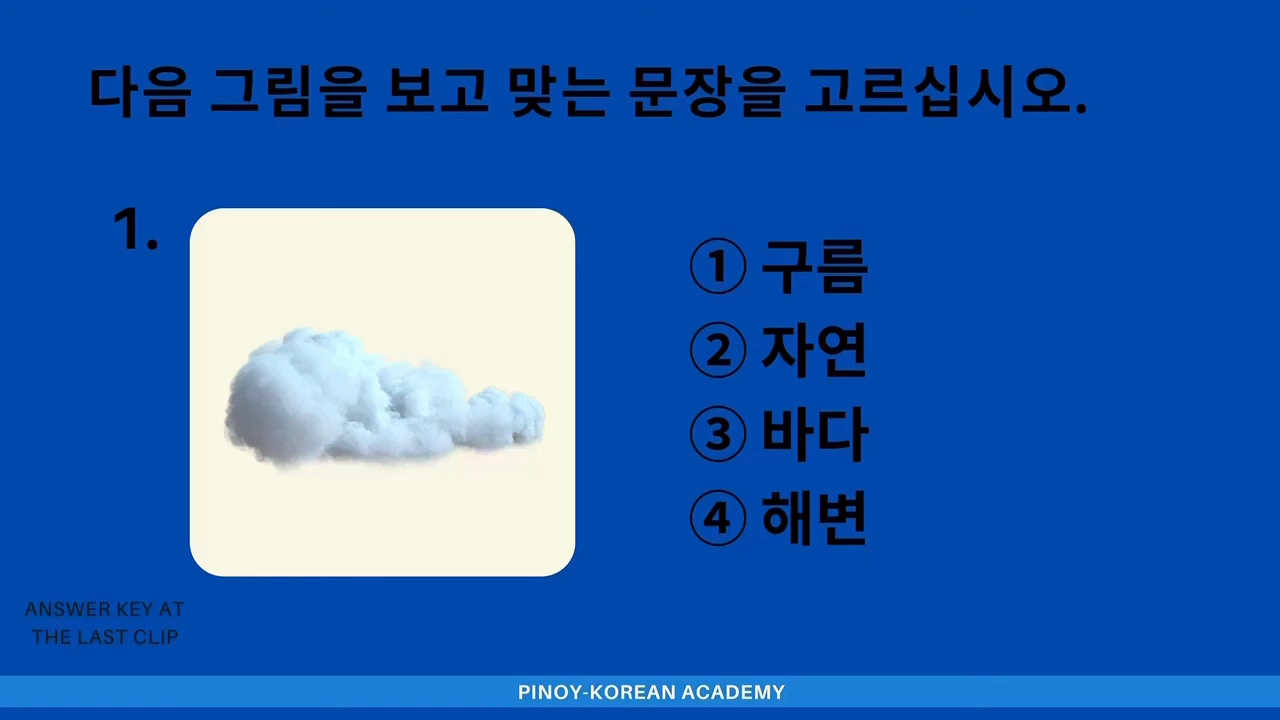 다음 그림을 보고 맞는 문장을 고르십시오.
1.
① 구름
② 자연
③ 바다
④ 해변
ANSWER KEY AT
THE LAST CLIP
PINOY-KOREAN ACADEMY